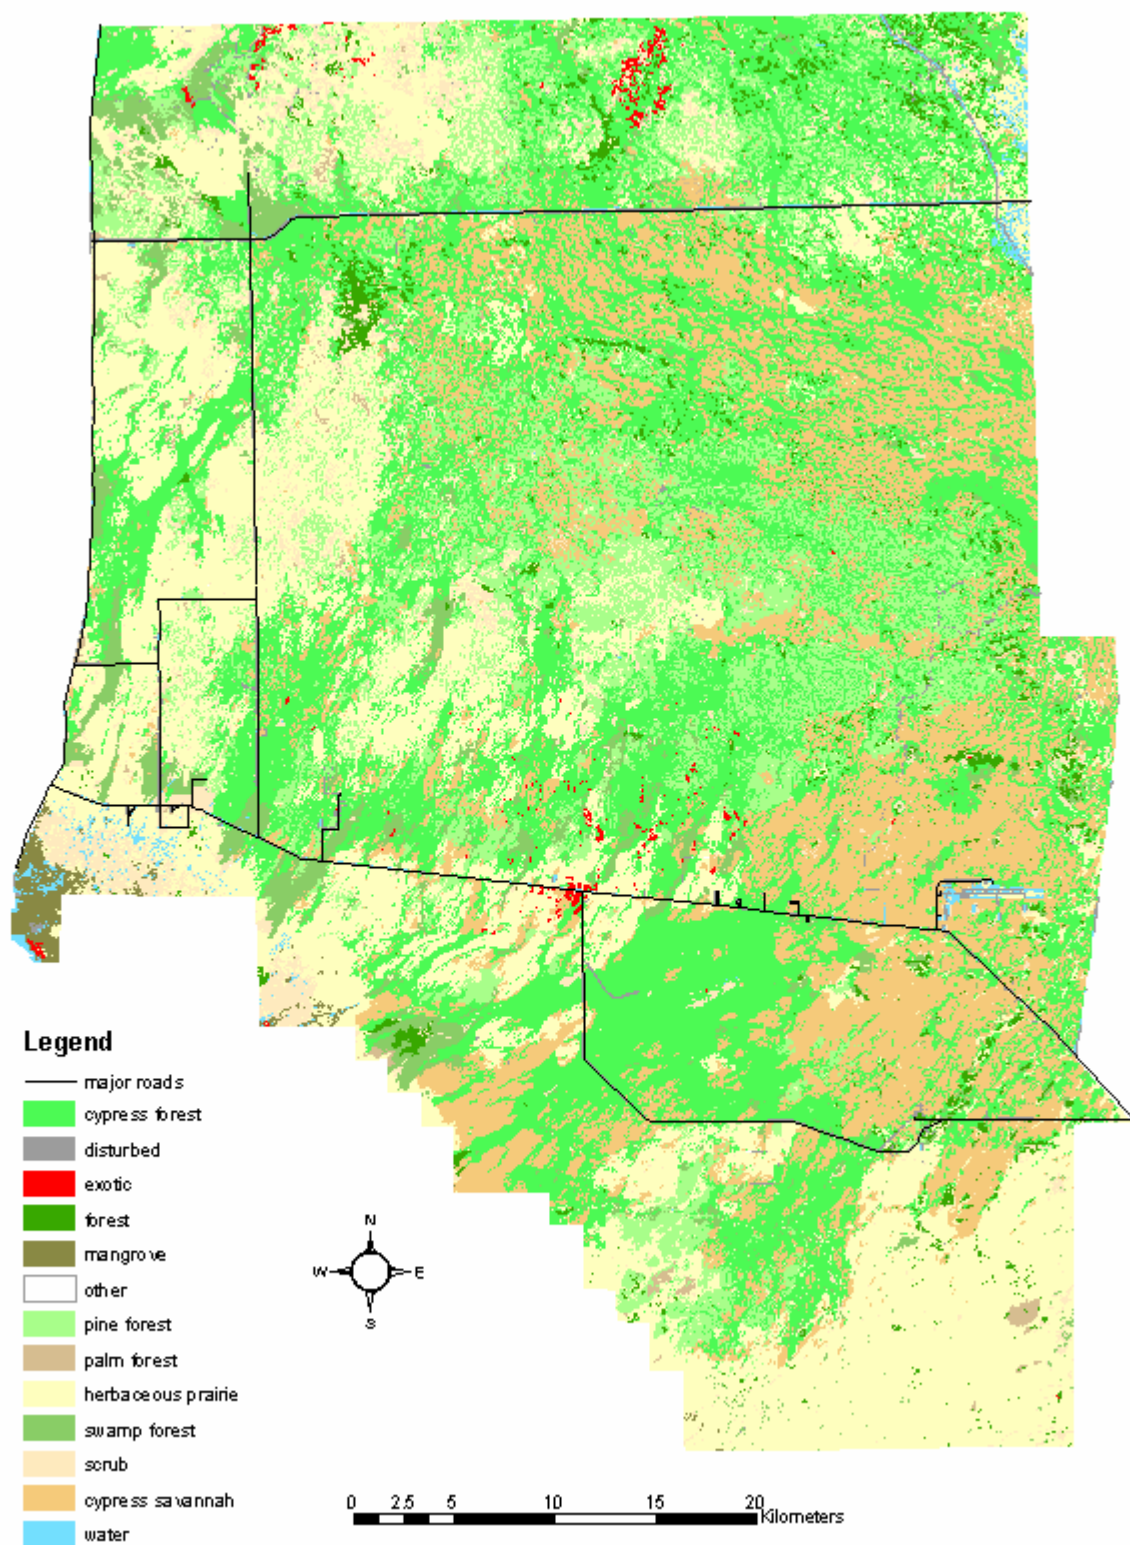 Legend
major roads
cypress forest
disturbed
exotic
forest
mangrove
other
pine forest
palm forest
herbaceous prairie
swamp forest
scrub
cypress savannah
water
N
W E
S
0 2.5 5 10 15 20
Kilometers